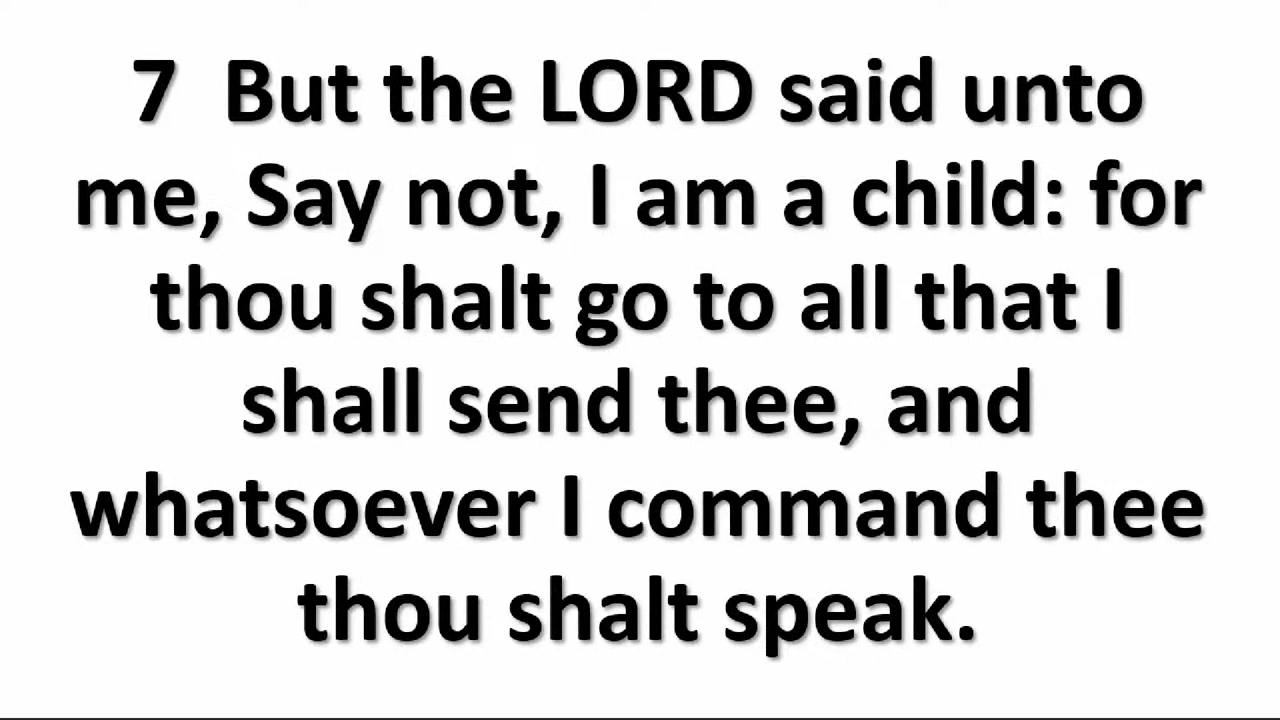 7 But the LORD said unto
me, Say not, I am a child: for
thou shalt go to all that I
shall send thee, and
whatsoever I command thee
thou shalt speak.